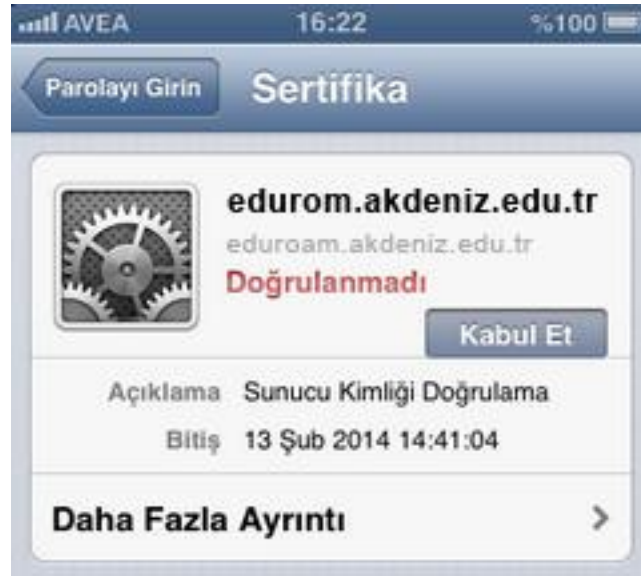 AVEA 16:22 %100
Parolayı Girin Sertifika
edurom.akdeniz.edu.tr
eduroam.akdeniz.edu.tr
Doğrulanmadı
Kabul Et
Açıklama Sunucu Kimliği Doğrulama
Bitiş 13 Şub 2014 14:41:04
Daha Fazla Ayrıntı